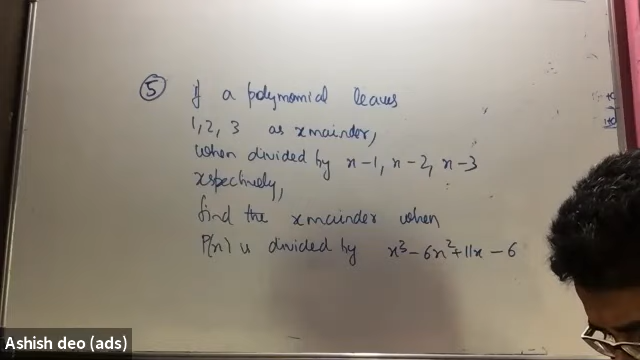 ⑤ If a polynomial leaves
1, 2, 3 as remainder,
when divided by x-1, x-2, x-3
respectively,
find the remainder when
P(x) is divided by x³-6x²+11x-6
Ashish deo (ads)